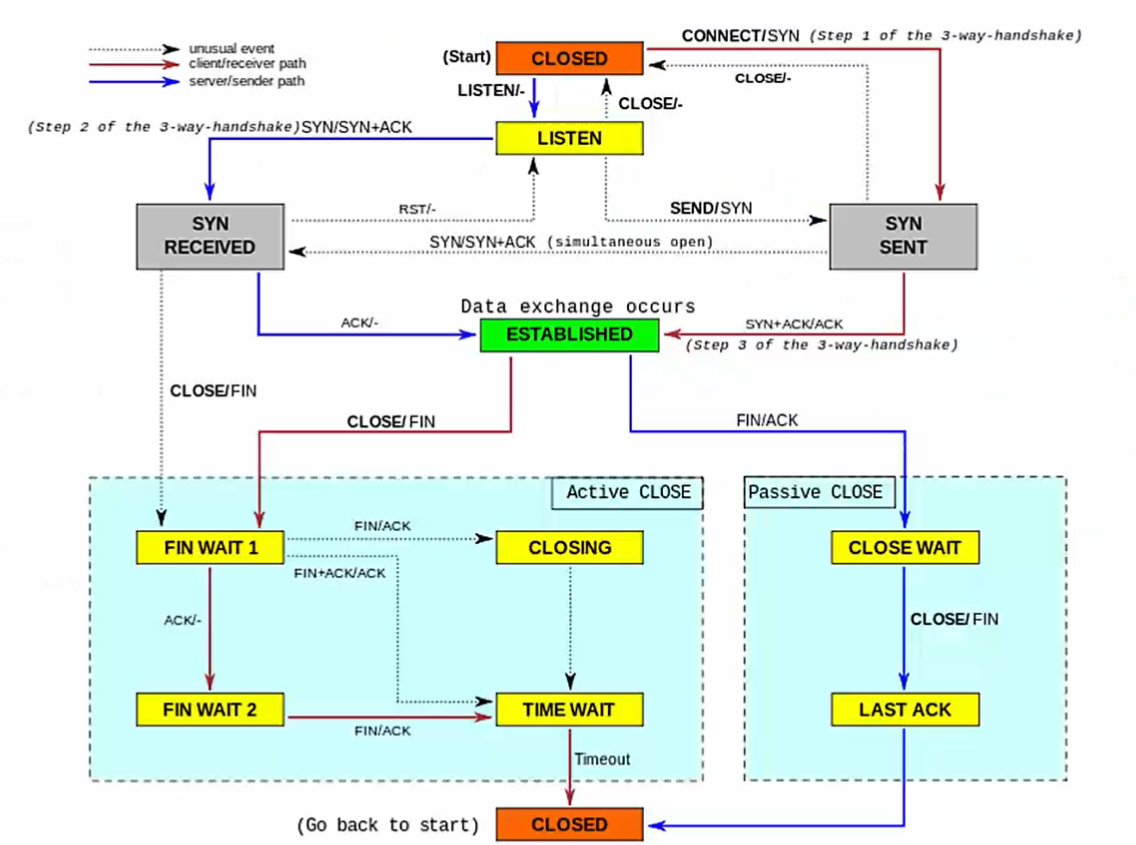 unusual event
client/receiver path
server/sender path
(Start)
CLOSED
CONNECT/SYN (Step 1 of the 3-way-handshake)
CLOSE/-
LISTEN/-
CLOSE/-
(Step 2 of the 3-way-handshake)SYN/SYN+ACK
LISTEN
SYN
RECEIVED
RST/-
SEND/SYN
SYN
SENT
SYN/SYN+ACK (simultaneous open)
Data exchange occurs
ACK/-
ESTABLISHED
SYN+ACK/ACK
(Step 3 of the 3-way-handshake)
CLOSE/FIN
CLOSE/FIN
FIN/ACK
Active CLOSE
Passive CLOSE
FIN WAIT 1
FIN/ACK
CLOSING
CLOSE WAIT
FIN+ACK/ACK
ACK/-
CLOSE/FIN
FIN WAIT 2
FIN/ACK
TIME WAIT
LAST ACK
Timeout
(Go back to start)
CLOSED